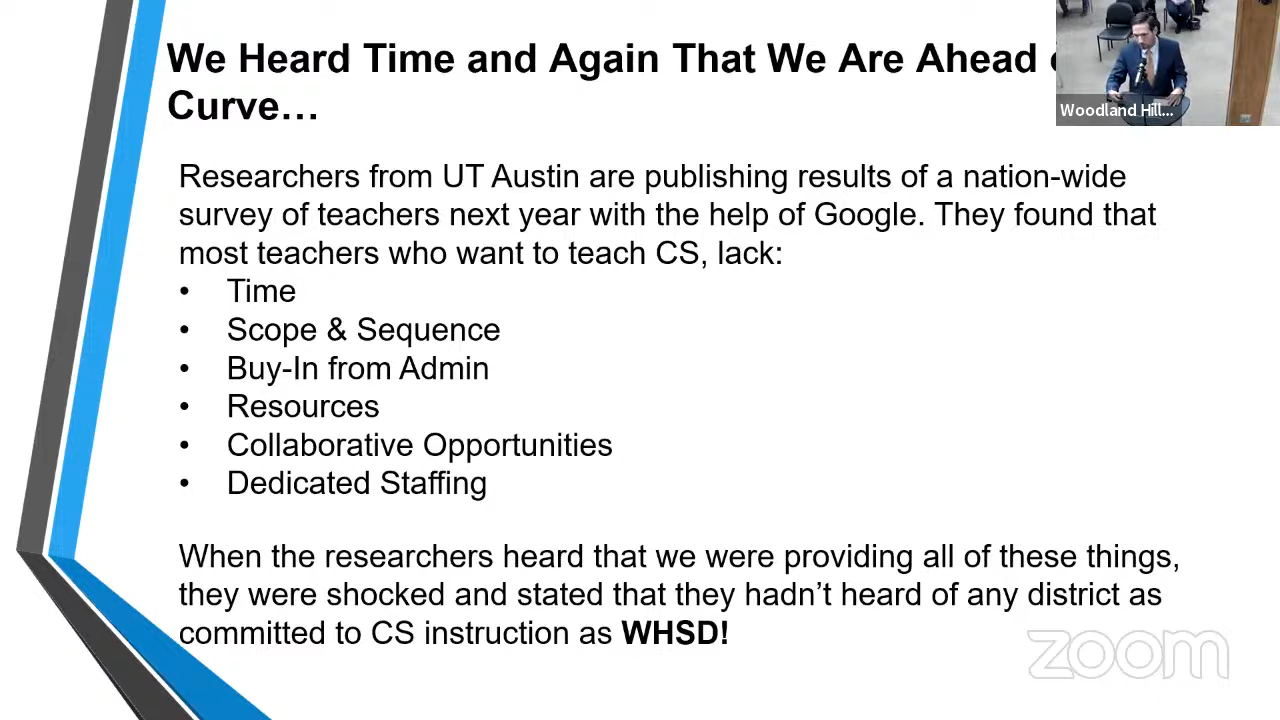 We Heard Time and Again That We Are Ahead
Curve…
Woodland Hill...
Researchers from UT Austin are publishing results of a nation-wide
survey of teachers next year with the help of Google. They found that
most teachers who want to teach CS, lack:
• Time
• Scope & Sequence
• Buy-In from Admin
• Resources
• Collaborative Opportunities
• Dedicated Staffing
When the researchers heard that we were providing all of these things,
they were shocked and stated that they hadn’t heard of any district as
committed to CS instruction as WHSD!
zoom